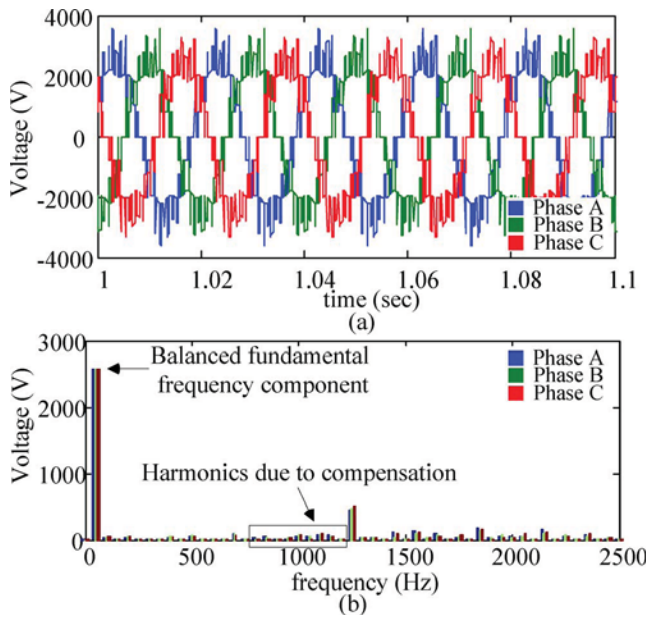 4000
2000
0
-2000
-4000
Voltage (V)
Phase A
Phase B
Phase C
1 1.02 1.04 1.06 1.08 1.1
time (sec)
(a)
3000
2000
1000
0
Voltage (V)
Balanced fundamental
frequency component
Phase A
Phase B
Phase C
Harmonics due to compensation
0 500 1000 1500 2000 2500
frequency (Hz)
(b)